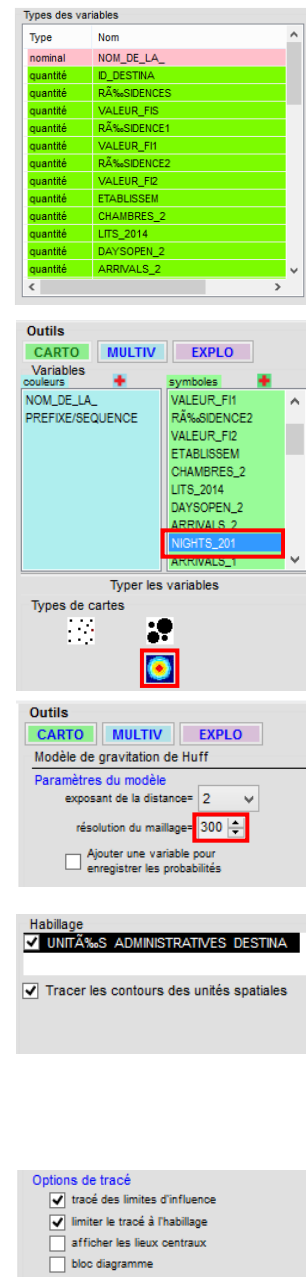 Types des variables
Type Nom
nominal NOM_DE_LA_
quantité ID_DESTINA
quantité RÃ‰SIDENCES
quantité VALEUR_FIS
quantité RÃ‰SIDENCE1
quantité VALEUR_FI1
quantité RÃ‰SIDENCE2
quantité VALEUR_FI2
quantité ETABLISSEM
quantité CHAMBRES_2
quantité LITS_2014
quantité DAYSOPEN_2
quantité ARRIVALS_2
Outils
CARTO MULTIV EXPLO
Variables
couleurs symboles
NOM_DE_LA_
PREFIXE/SEQUENCE
VALEUR_FI1
RÃ‰SIDENCE2
VALEUR_FI2
ETABLISSEM
CHAMBRES_2
LITS_2014
DAYSOPEN_2
ARRIVALS_2
NIGHTS_201
ARRIVALS_1
Typer les variables
Types de cartes
Outils
CARTO MULTIV EXPLO
Modèle de gravitation de Huff
Paramètres du modèle
exposant de la distance= 2
résolution du maillage= 300
Ajouter une variable pour
enregistrer les probabilités
Habillage
UNITÃ‰S ADMINISTRATIVES DESTINA
Tracer les contours des unités spatiales
Options de tracé
tracé des limites d'influence
limiter le tracé à l'habillage
afficher les lieux centraux
bloc diagramme